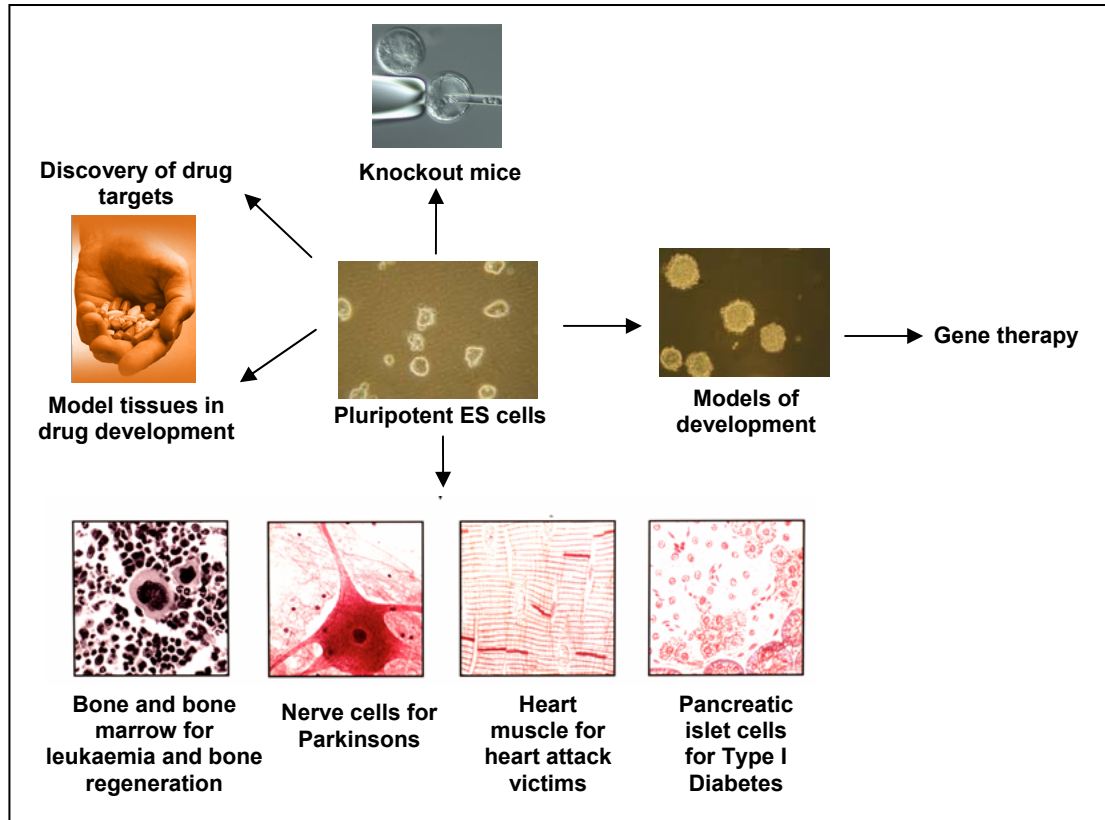 Knockout mice
Discovery of drug
targets
Model tissues in
drug development
Pluripotent ES cells
Models of
development
Gene therapy
Bone and bone
marrow for
leukaemia and bone
regeneration
Nerve cells for
Parkinsons
Heart
muscle for
heart attack
victims
Pancreatic
islet cells
for Type I
Diabetes